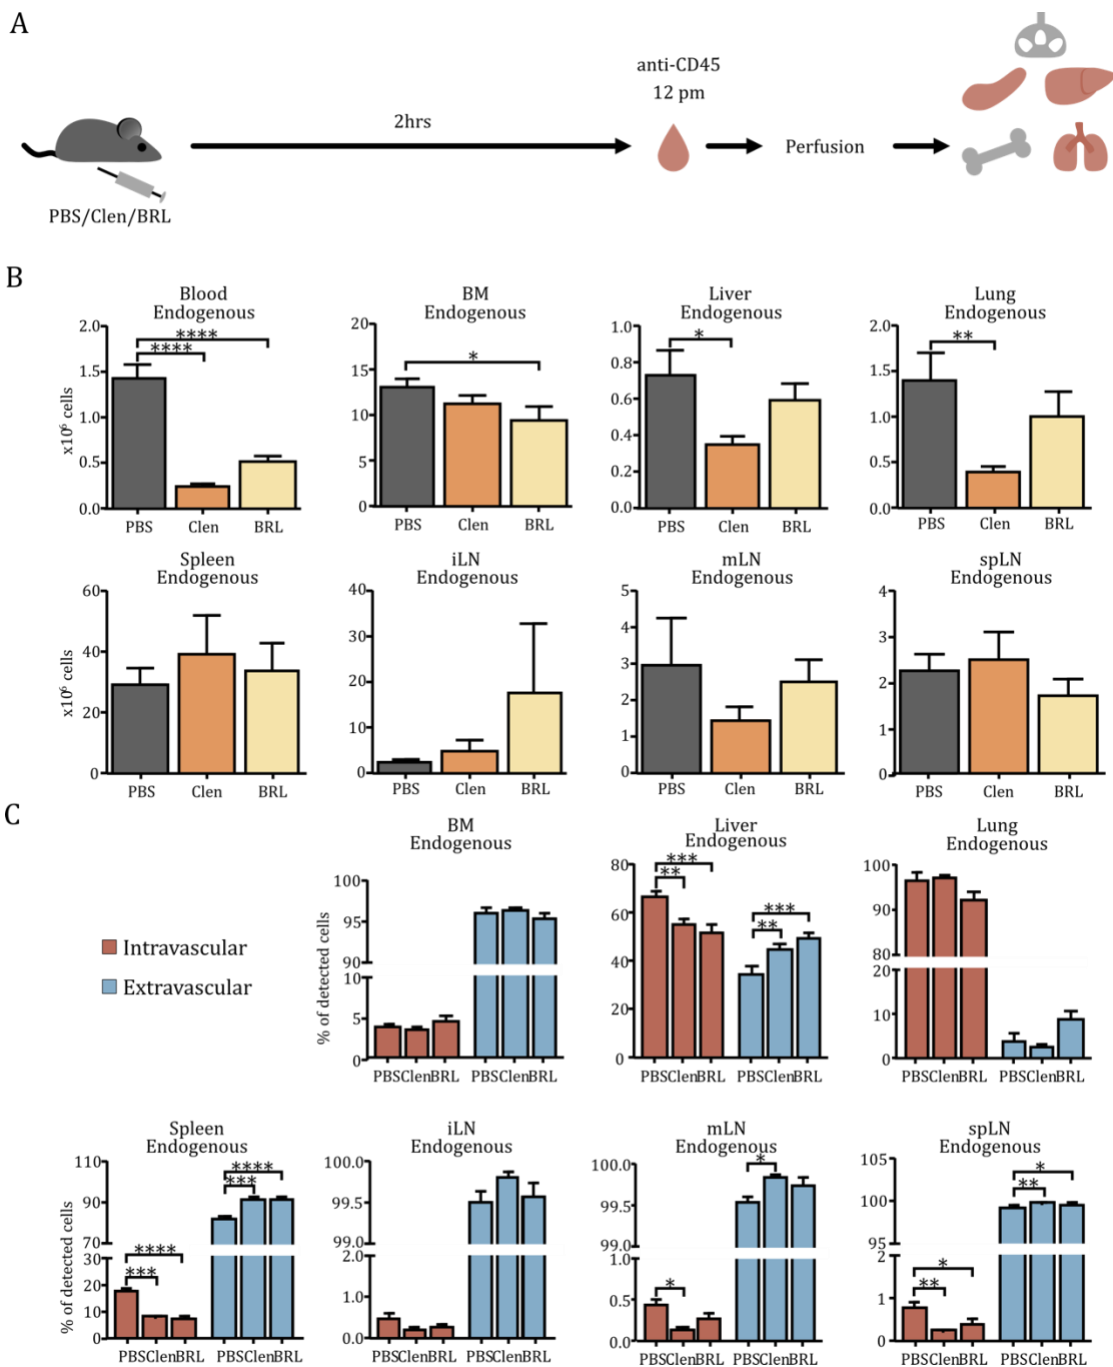 A
anti-CD45
12 pm
2hrs
Perfusion
PBS/Clen/BRL
B
Blood
Endogenous
BM
Endogenous
Liver
Endogenous
Lung
Endogenous
x10⁶ cells
2.0
1.5
1.0
0.5
0.0
****
****
PBS Clen BRL
20
15
10
5
0
*
PBS Clen BRL
1.0
0.8
0.6
0.4
0.2
0.0
*
PBS Clen BRL
2.0
1.5
1.0
0.5
0.0
**
PBS Clen BRL
Spleen
Endogenous
iLN
Endogenous
mLN
Endogenous
spLN
Endogenous
x10⁶ cells
60
40
20
0
PBS Clen BRL
40
30
20
10
0
PBS Clen BRL
5
4
3
2
1
0
PBS Clen BRL
4
3
2
1
0
PBS Clen BRL
C
BM
Endogenous
Liver
Endogenous
Lung
Endogenous
Intravascular
Extravascular
% of detected cells
100
95
90
10
5
0
PBSClenBRL PBSClenBRL
80
60
40
20
0
***
**
***
**
PBSClenBRL PBSClenBRL
100
90
80
20
10
0
PBSClenBRL PBSClenBRL
Spleen
Endogenous
iLN
Endogenous
mLN
Endogenous
spLN
Endogenous
% of detected cells
110
90
70
30
20
10
0
****
***
****
***
PBSClenBRL PBSClenBRL
100.0
99.5
99.0
2.0
1.0
0.0
PBSClenBRL PBSClenBRL
100.0
99.5
99.0
1.0
0.5
0.0
*
*
PBSClenBRL PBSClenBRL
105
100
95
2
1
0
*
**
*
**
PBSClenBRL PBSClenBRL